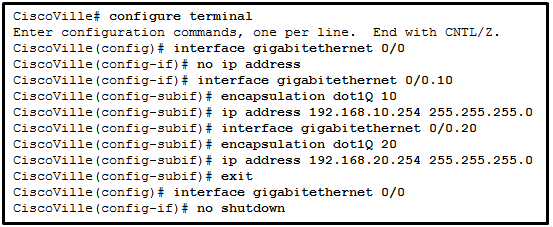 CiscoVille# configure terminal
Enter configuration commands, one per line.  End with CNTL/Z.
CiscoVille(config)# interface gigabitethernet 0/0
CiscoVille(config-if)# no ip address
CiscoVille(config-if)# interface gigabitethernet 0/0.10
CiscoVille(config-subif)# encapsulation dot1Q 10
CiscoVille(config-subif)# ip address 192.168.10.254 255.255.255.0
CiscoVille(config-subif)# interface gigabitethernet 0/0.20
CiscoVille(config-subif)# encapsulation dot1Q 20
CiscoVille(config-subif)# ip address 192.168.20.254 255.255.255.0
CiscoVille(config-subif)# exit
CiscoVille(config)# interface gigabitethernet 0/0
CiscoVille(config-if)# no shutdown